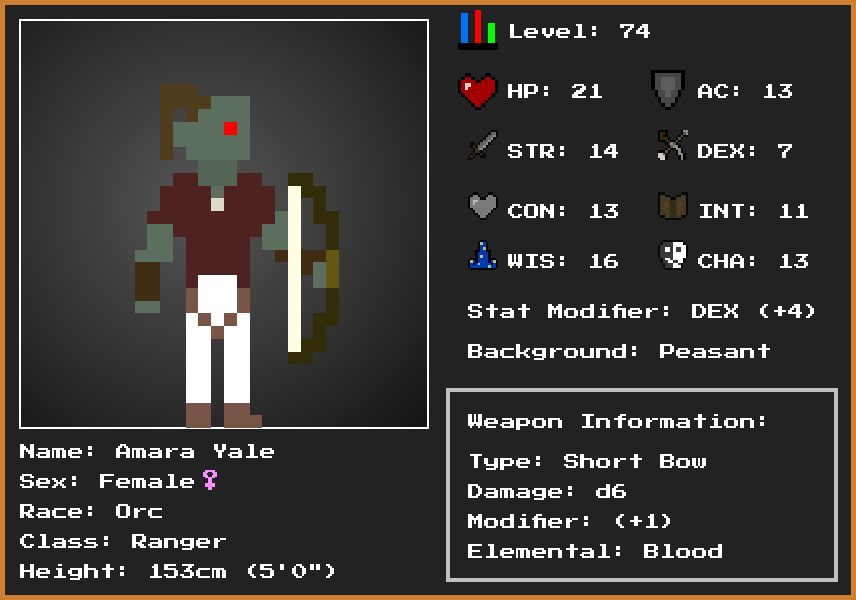 Level: 74
HP: 21 AC: 13
STR: 14 DEX: 7
CON: 13 INT: 11
WIS: 16 CHA: 13
Stat Modifier: DEX (+4)
Background: Peasant
Weapon Information:
Type: Short Bow
Damage: d6
Modifier: (+1)
Elemental: Blood
Name: Amara Yale
Sex: Female♀
Race: Orc
Class: Ranger
Height: 153cm (5'0")